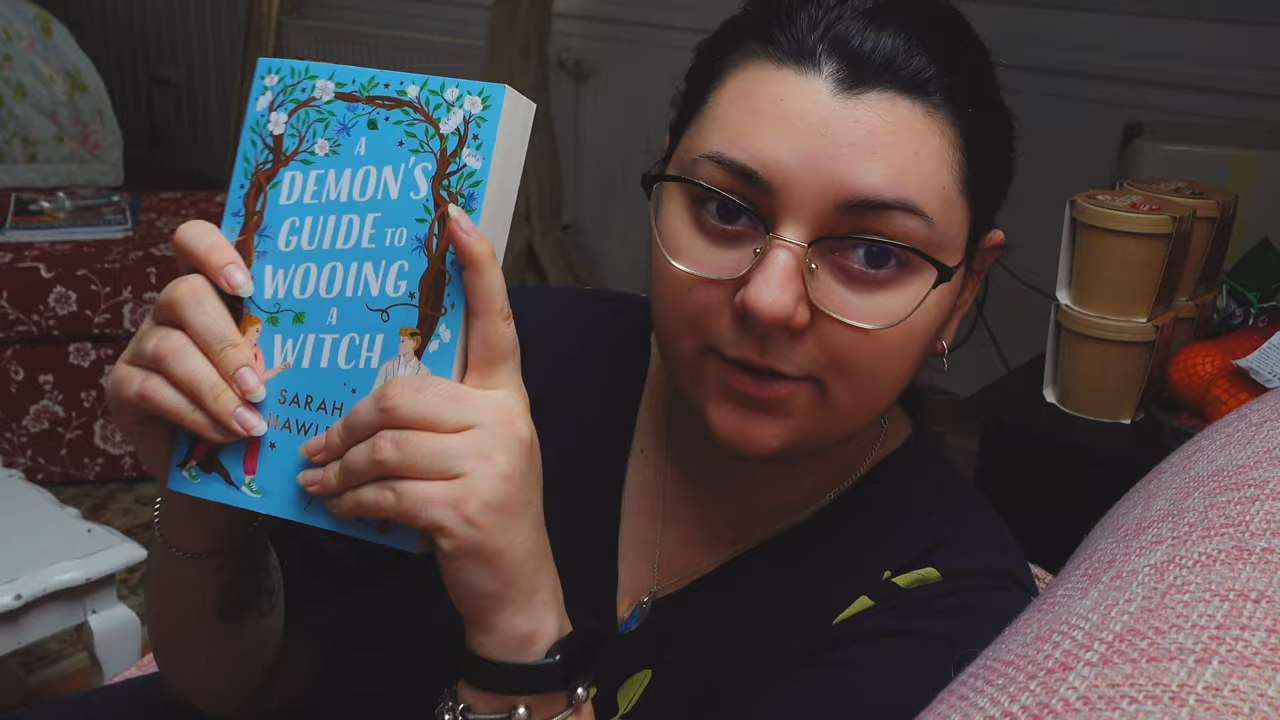 A
DEMON'S
GUIDE TO
WOOING
A
WITCH
SARAH